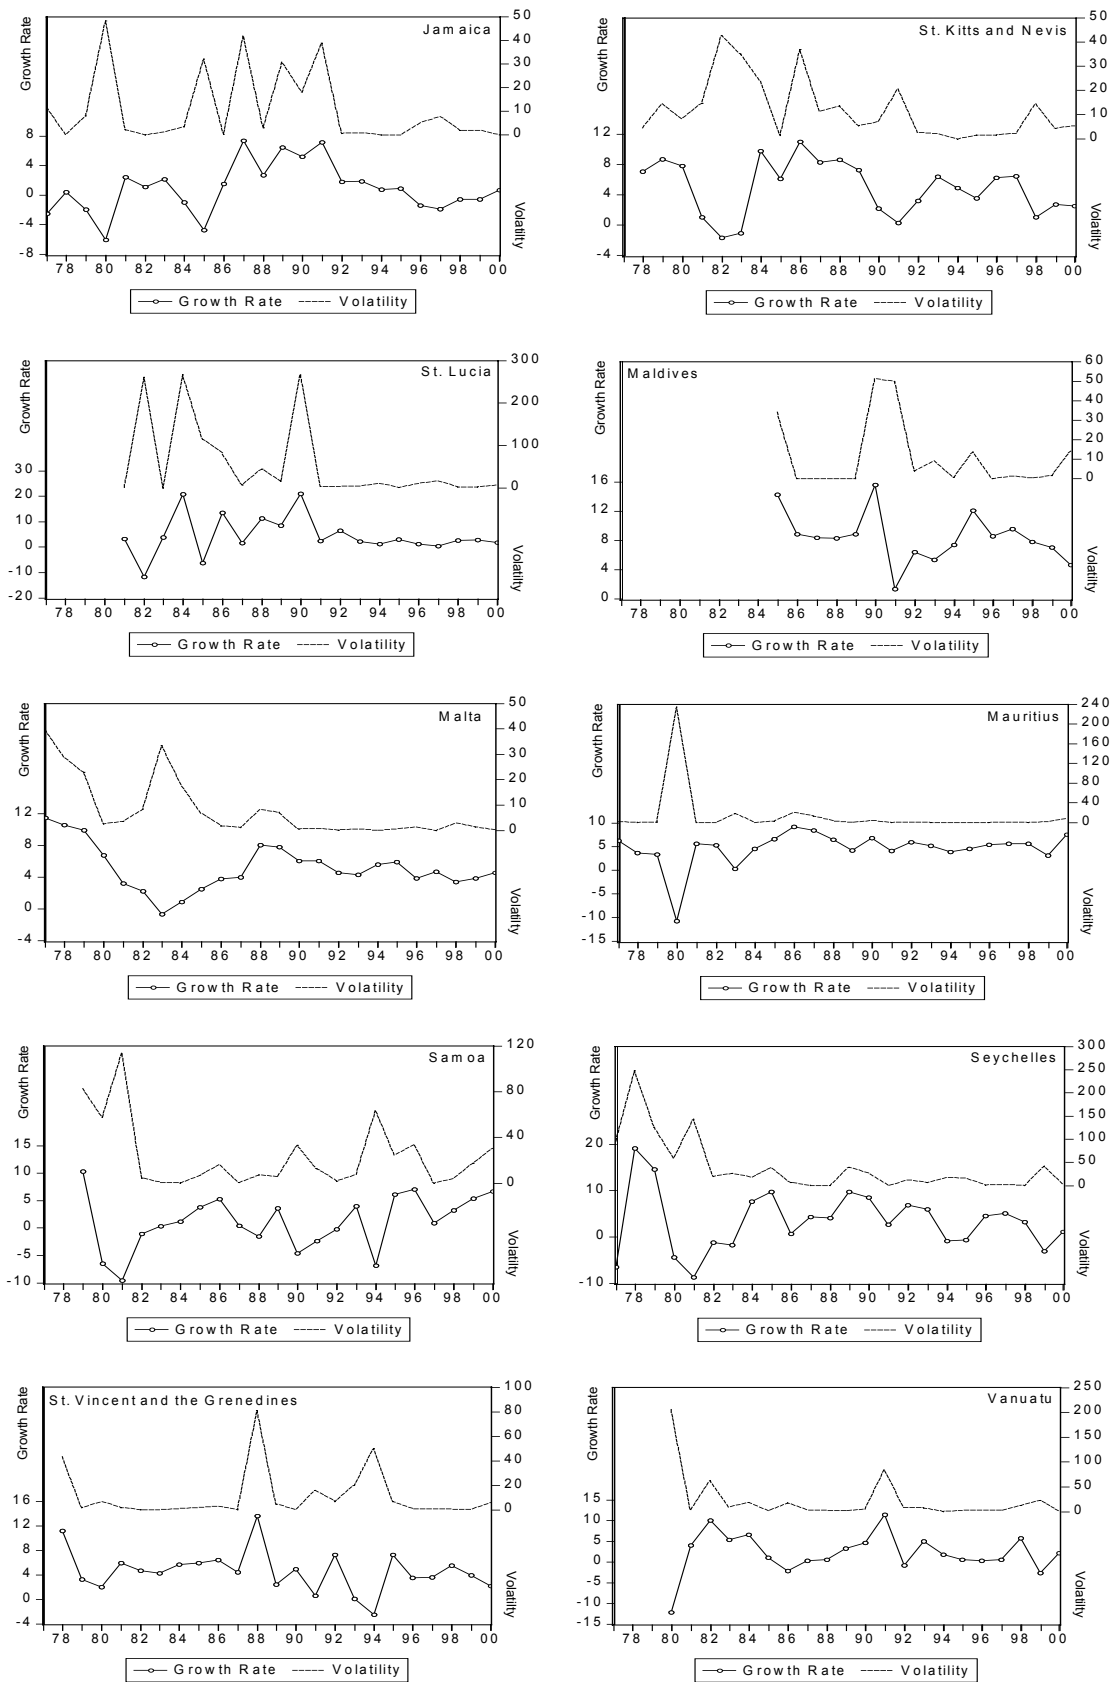 Jamaica
Growth Rate
50
40
30
20
10
0
8
4
0
-4
-8
Volatility
78 80 82 84 86 88 90 92 94 96 98 00
Growth Rate Volatility
St. Kitts and Nevis
Growth Rate
50
40
30
20
10
0
12
8
4
0
-4
Volatility
78 80 82 84 86 88 90 92 94 96 98 00
Growth Rate Volatility
St. Lucia
Growth Rate
300
200
100
0
30
20
10
0
-10
-20
Volatility
78 80 82 84 86 88 90 92 94 96 98 00
Growth Rate Volatility
Maldives
Growth Rate
60
50
40
30
20
10
0
16
12
8
4
0
Volatility
78 80 82 84 86 88 90 92 94 96 98 00
Growth Rate Volatility
Malta
Growth Rate
50
40
30
20
10
0
12
8
4
0
-4
Volatility
78 80 82 84 86 88 90 92 94 96 98 00
Growth Rate Volatility
Mauritius
Growth Rate
240
200
160
120
80
40
0
10
5
0
-5
-10
-15
Volatility
78 80 82 84 86 88 90 92 94 96 98 00
Growth Rate Volatility
Samoa
Growth Rate
120
80
40
0
15
10
5
0
-5
-10
Volatility
78 80 82 84 86 88 90 92 94 96 98 00
Growth Rate Volatility
Seychelles
Growth Rate
300
250
200
150
100
50
0
20
10
0
-10
Volatility
78 80 82 84 86 88 90 92 94 96 98 00
Growth Rate Volatility
St. Vincent and the Grenedines
Growth Rate
100
80
60
40
20
0
16
12
8
4
0
-4
Volatility
78 80 82 84 86 88 90 92 94 96 98 00
Growth Rate Volatility
Vanuatu
Growth Rate
250
200
150
100
50
0
15
10
5
0
-5
-10
-15
Volatility
78 80 82 84 86 88 90 92 94 96 98 00
Growth Rate Volatility